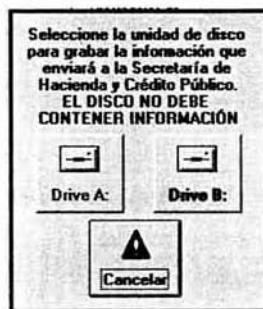 Seleccione la unidad de disco
para grabar la información que
enviará a la Secretaría de
Hacienda y Crédito Público.
EL DISCO NO DEBE
CONTENER INFORMACIÓN
Drive A: Drive B:
Cancelar